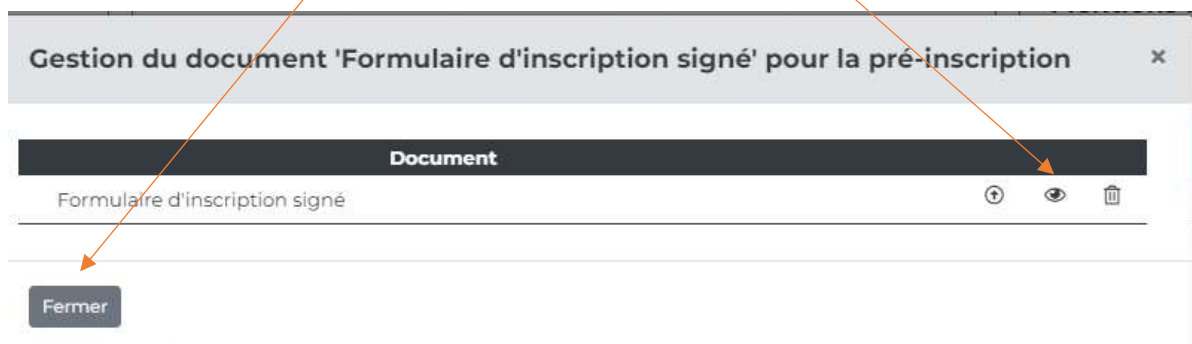 Gestion du document 'Formulaire d'inscription signé' pour la pré-inscription ×
Document
Formulaire d'inscription signé
Fermer